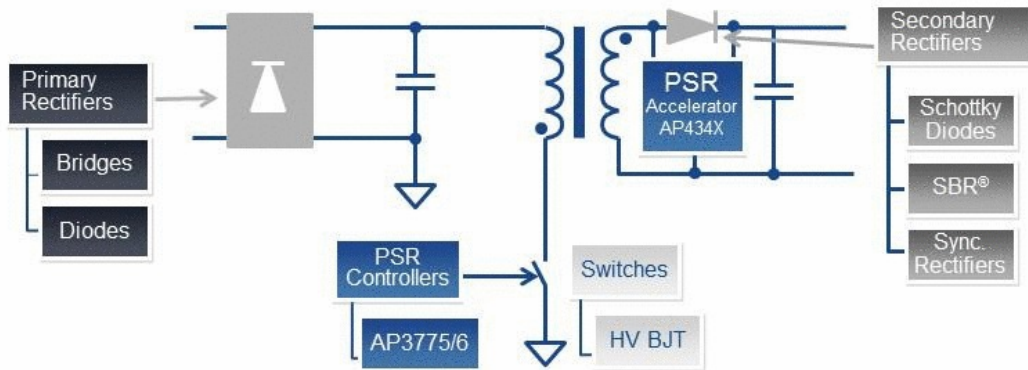 Primary
Rectifiers
Bridges
Diodes
PSR
Accelerator
AP434X
Secondary
Rectifiers
Schottky
Diodes
SBR®
Sync.
Rectifiers
PSR
Controllers
AP3775/6
Switches
HV BJT